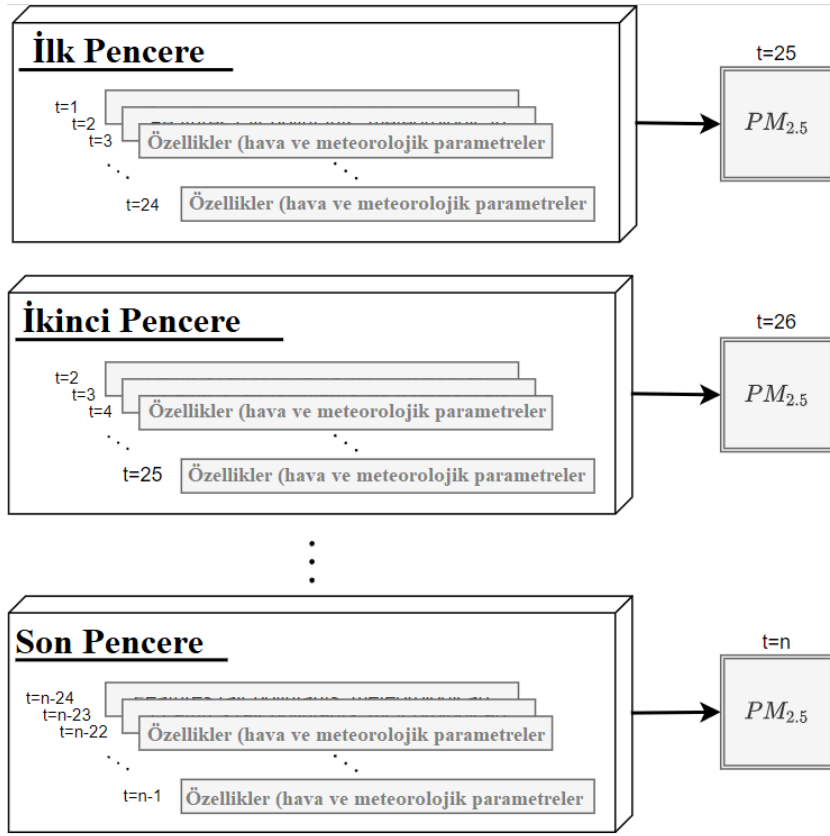 İlk Pencere
t=25
t=1
t=2
t=3
Özellikler (hava ve meteorolojik parametreler
. . .
. . .
t=24
Özellikler (hava ve meteorolojik parametreler
PM2.5
İkinci Pencere
t=26
t=2
t=3
t=4
Özellikler (hava ve meteorolojik parametreler
. . .
. . .
t=25
Özellikler (hava ve meteorolojik parametreler
PM2.5
Son Pencere
t=n
t=n-24
t=n-23
t=n-22
Özellikler (hava ve meteorolojik parametreler
. . .
. . .
t=n-1
Özellikler (hava ve meteorolojik parametreler
PM2.5